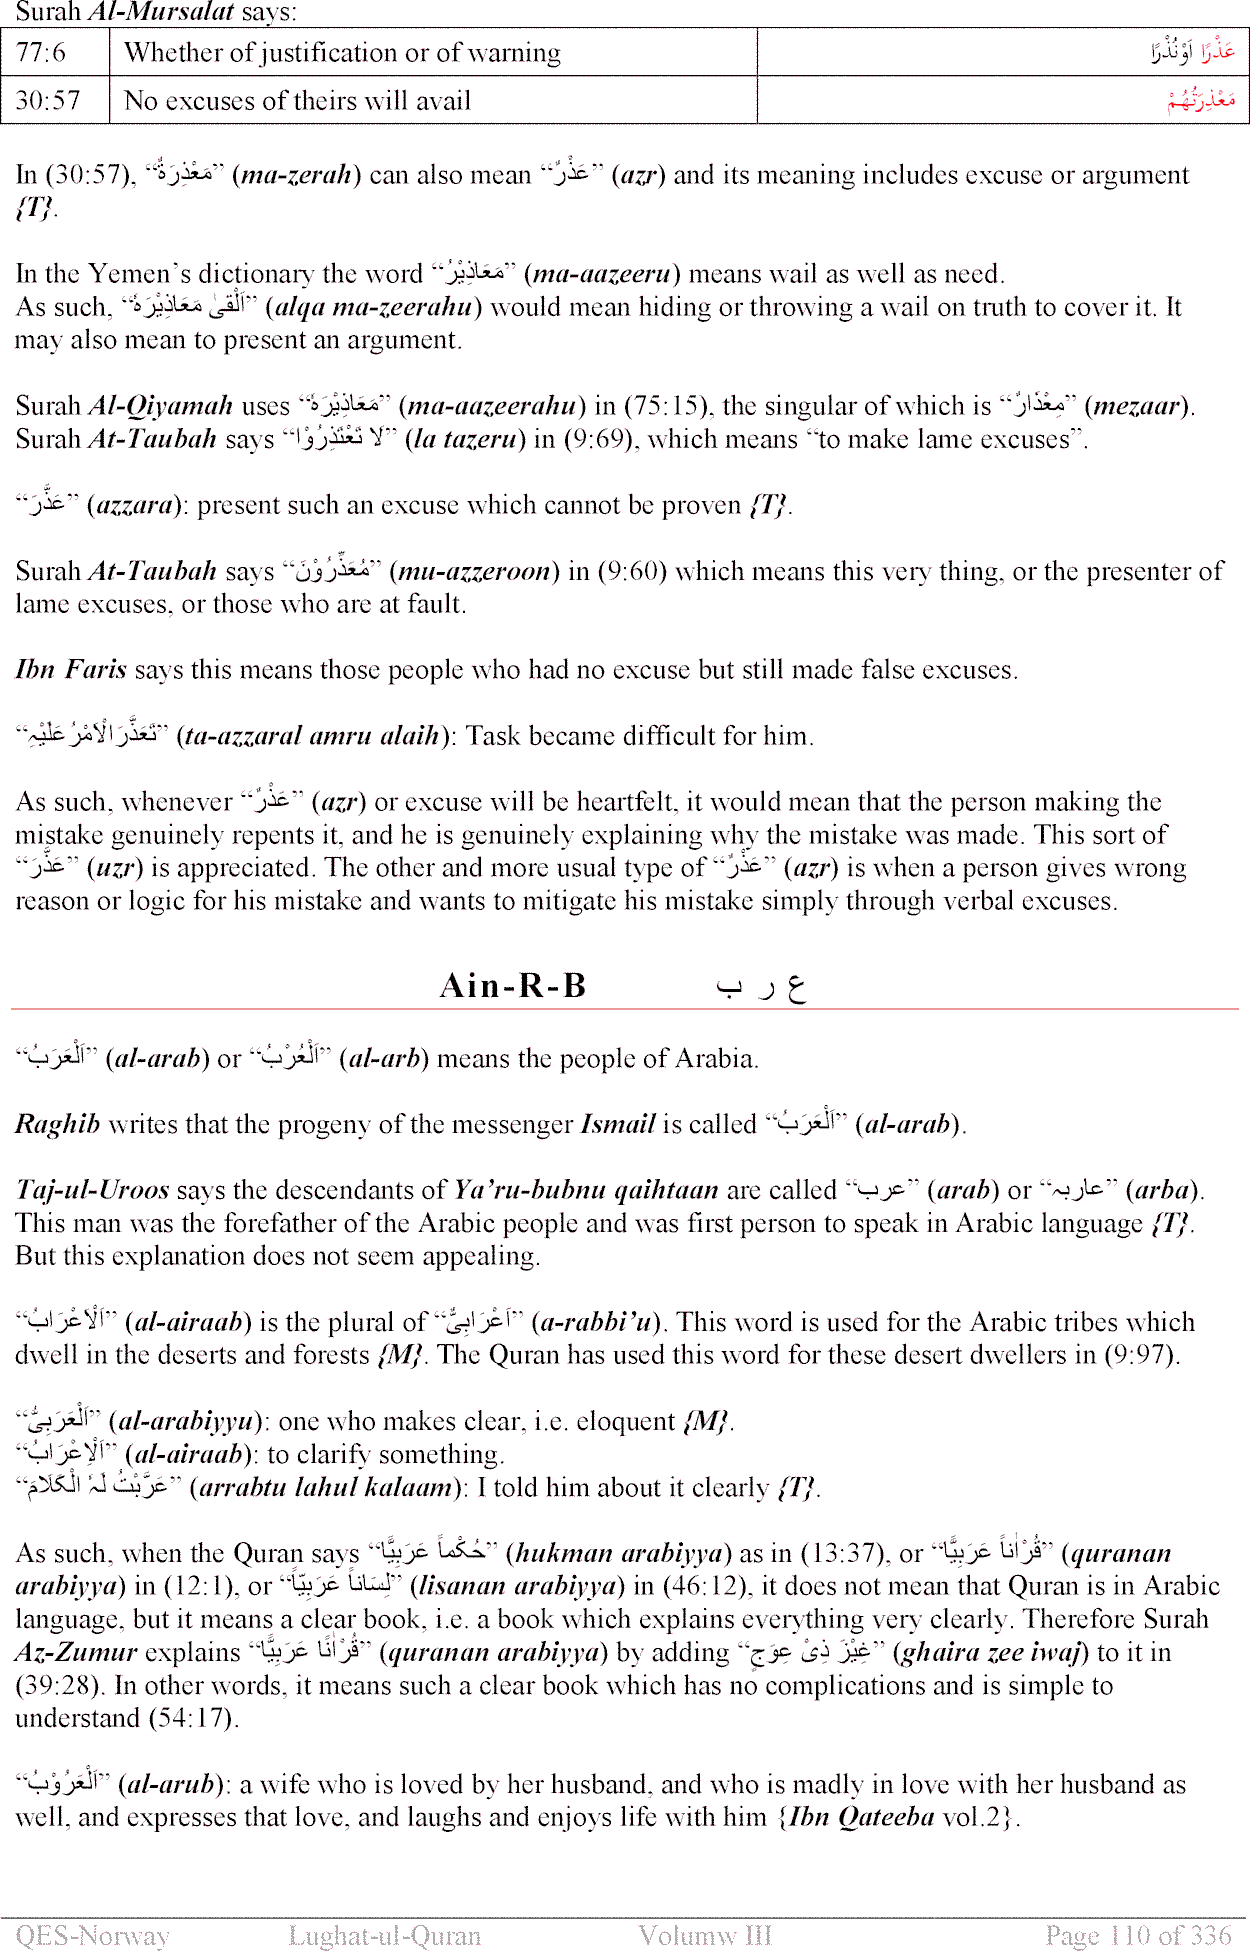 Surah Al-Mursalat says:
77:6 Whether of justification or of warning عَذْرًا اَوْنُذْرًا
30:57 No excuses of theirs will avail مَعْذِرَتُهُمْ
In (30:57), “مَعْذِرَةٌ” (ma-zerah) can also mean “عَذْرٌ” (azr) and its meaning includes excuse or argument
{T}.
In the Yemen’s dictionary the word “مَعَاذِيْرُ” (ma-aazeeru) means wail as well as need.
As such, “اَلْقىٰ مَعَاذِيْرَهٗ” (alqa ma-zeerahu) would mean hiding or throwing a wail on truth to cover it. It
may also mean to present an argument.
Surah Al-Qiyamah uses “مَعَاذِيْرَهٗ” (ma-aazeerahu) in (75:15), the singular of which is “مِعْذَارٌ” (mezaar).
Surah At-Taubah says “لَا تَعْتَذِرُوْا” (la tazeru) in (9:69), which means “to make lame excuses”.
“عَذَّرَ” (azzara): present such an excuse which cannot be proven {T}.
Surah At-Taubah says “مُعَذِّرُوْنَ” (mu-azzeroon) in (9:60) which means this very thing, or the presenter of
lame excuses, or those who are at fault.
Ibn Faris says this means those people who had no excuse but still made false excuses.
“تَعَذَّرَ الْاَمْرُ عَلَيْہِ” (ta-azzaral amru alaih): Task became difficult for him.
As such, whenever “عَذْرٌ” (azr) or excuse will be heartfelt, it would mean that the person making the
mistake genuinely repents it, and he is genuinely explaining why the mistake was made. This sort of
“عَذَّرَ” (uzr) is appreciated. The other and more usual type of “عَذْرٌ” (azr) is when a person gives wrong
reason or logic for his mistake and wants to mitigate his mistake simply through verbal excuses.
Ain-R-B ع ر ب
“اَلْعَرَبُ” (al-arab) or “اَلْعُرْبُ” (al-arb) means the people of Arabia.
Raghib writes that the progeny of the messenger Ismail is called “اَلْعَرَبُ” (al-arab).
Taj-ul-Uroos says the descendants of Ya’ru-bubnu qaihtaan are called “عرب” (arab) or “عاربہ” (arba).
This man was the forefather of the Arabic people and was first person to speak in Arabic language {T}.
But this explanation does not seem appealing.
“اَلْاَعْرَابُ” (al-airaab) is the plural of “اَعْرَابِیٌّ” (a-rabbi’u). This word is used for the Arabic tribes which
dwell in the deserts and forests {M}. The Quran has used this word for these desert dwellers in (9:97).
“اَلْعَرَبِیُّ” (al-arabiyyu): one who makes clear, i.e. eloquent {M}.
“اَلْاِعْرَابُ” (al-airaab): to clarify something.
“عَرَّبْتُ لَہٗ الْكَلَامَ” (arrabtu lahul kalaam): I told him about it clearly {T}.
As such, when the Quran says “حُكْماً عَرَبِيًّا” (hukman arabiyya) as in (13:37), or “قُرْاٰناً عَرَبِيًّا” (quranan
arabiyya) in (12:1), or “لِسَاناً عَرَبِيًّا” (lisanan arabiyya) in (46:12), it does not mean that Quran is in Arabic
language, but it means a clear book, i.e. a book which explains everything very clearly. Therefore Surah
Az-Zumur explains “قُرْاٰنًا عَرَبِيًّا” (quranan arabiyya) by adding “غَيْرَ ذِیْ عِوَجٍ” (ghaira zee iwaj) to it in
(39:28). In other words, it means such a clear book which has no complications and is simple to
understand (54:17).
“اَلْعَرُوْبُ” (al-arub): a wife who is loved by her husband, and who is madly in love with her husband as
well, and expresses that love, and laughs and enjoys life with him {Ibn Qateeba vol.2}.
QES-Norway Lughat-ul-Quran Volumw III Page 110 of 336